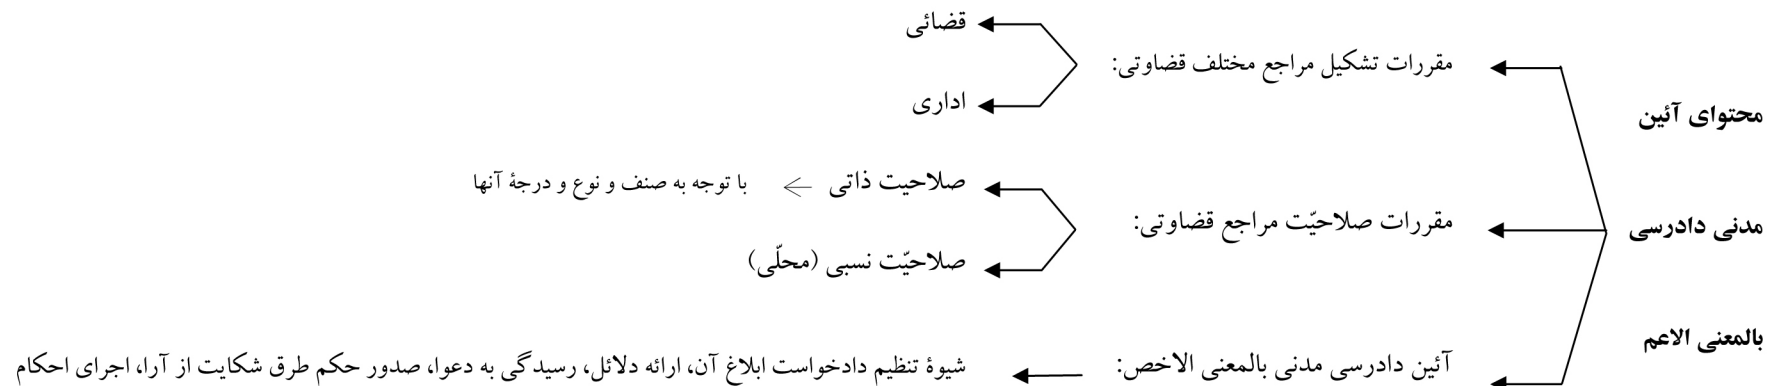 محتوای آئین
مدنی دادرسی
بالمعنی الاعم
مقررات تشکیل مراجع مختلف قضاوتی:
قضائی
اداری
مقررات صلاحیّت مراجع قضاوتی:
صلاحیت ذاتی
با توجه به صنف و نوع و درجهٔ آنها
صلاحیّت نسبی (محلّی)
آئین دادرسی مدنی بالمعنی الاخص:
شیوهٔ تنظیم دادخواست ابلاغ آن، ارائه دلائل، رسیدگی به دعوا، صدور حکم طرق شکایت از آرا، اجرای احکام